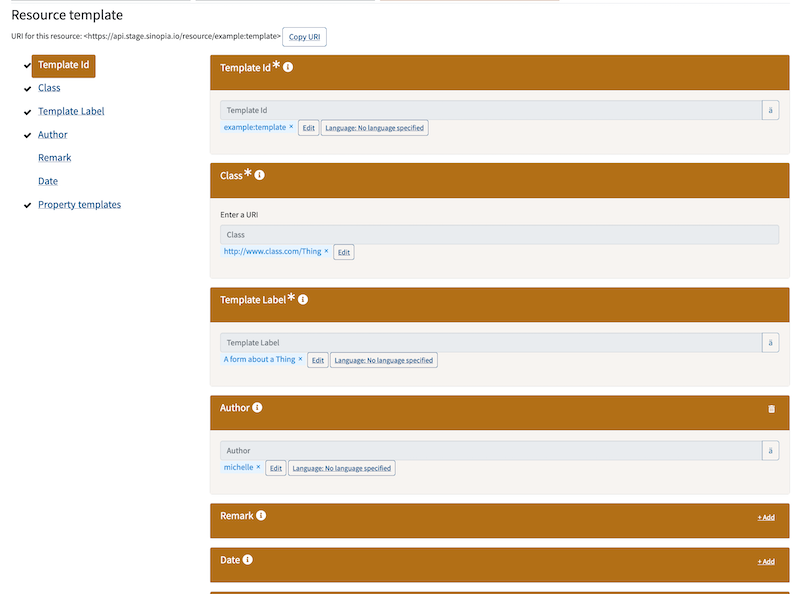 Resource template
URI for this resource: <https://api.stage.sinopia.io/resource/example:template> Copy URI
Template Id
Class
Template Label
Author
Remark
Date
Property templates
Template Id*
Template Id ä
example:template × Edit Language: No language specified
Class*
Enter a URI
Class
http://www.class.com/Thing × Edit
Template Label*
Template Label ä
A form about a Thing × Edit Language: No language specified
Author
Author ä
michelle × Edit Language: No language specified
Remark + Add
Date + Add